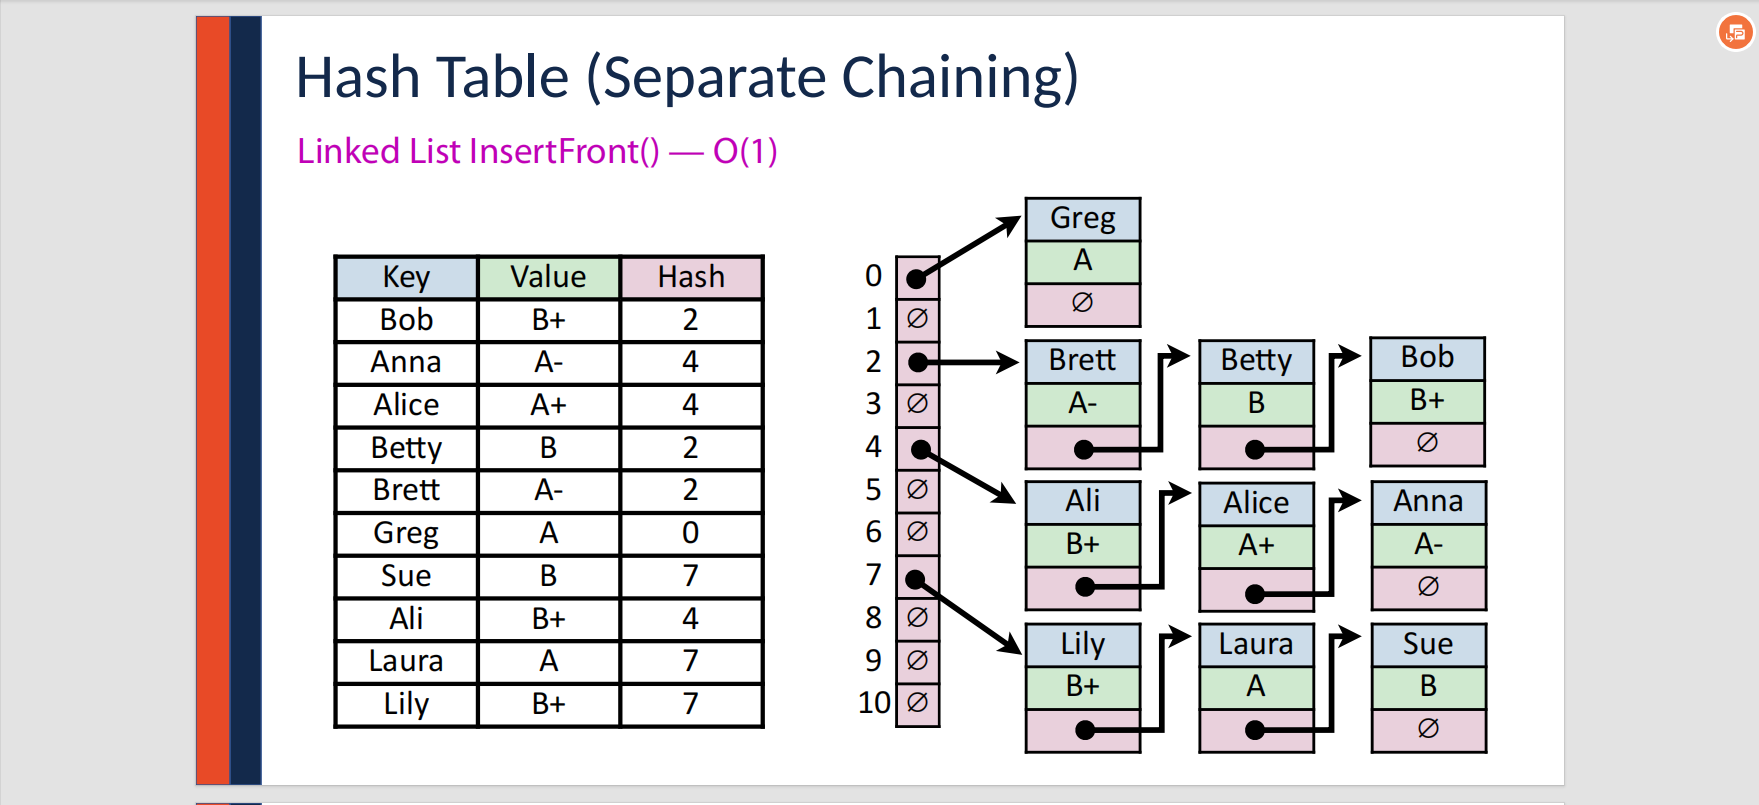 Hash Table (Separate Chaining)
Linked List InsertFront() — O(1)
Key Value Hash
Bob B+ 2
Anna A- 4
Alice A+ 4
Betty B 2
Brett A- 2
Greg A 0
Sue B 7
Ali B+ 4
Laura A 7
Lily B+ 7
0
1 ∅
2
3 ∅
4
5 ∅
6 ∅
7
8 ∅
9 ∅
10 ∅
Greg
A
∅
Brett Betty Bob
A- B B+
∅
Ali Alice Anna
B+ A+ A-
∅
Lily Laura Sue
B+ A B
∅